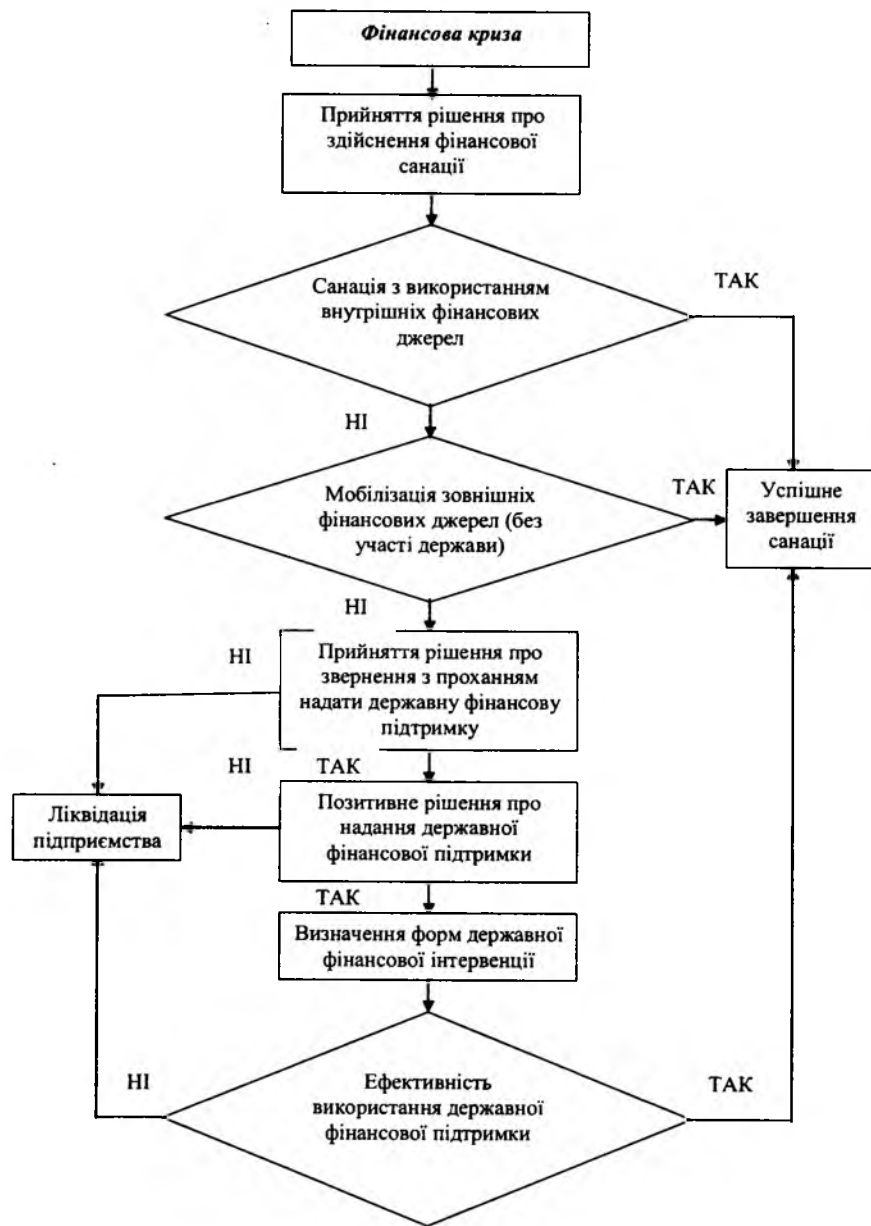 Фінансова криза
Прийняття рішення про
здійснення фінансової
санації
Санація з використанням
внутрішніх фінансових
джерел
ТАК
НІ
Мобілізація зовнішніх
фінансових джерел (без
участі держави)
ТАК
Успішне
завершення
санації
НІ
НІ
Прийняття рішення про
звернення з проханням
надати державну фінансову
підтримку
НІ
ТАК
Ліквідація
підприємства
Позитивне рішення про
надання державної
фінансової підтримки
ТАК
Визначення форм державної
фінансової інтервенції
НІ
Ефективність
використання державної
фінансової підтримки
ТАК